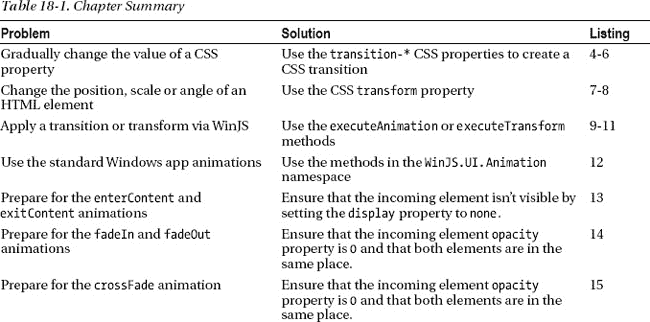 Table 18-1. Chapter Summary
Problem Solution Listing
Gradually change the value of a CSS property Use the transition-* CSS properties to create a CSS transition 4-6
Change the position, scale or angle of an HTML element Use the CSS transform property 7-8
Apply a transition or transform via WinJS Use the executeAnimation or executeTransform methods 9-11
Use the standard Windows app animations Use the methods in the WinJS.UI.Animation namespace 12
Prepare for the enterContent and exitContent animations Ensure that the incoming element isn't visible by setting the display property to none. 13
Prepare for the fadeIn and fadeOut animations Ensure that the incoming element opacity property is 0 and that both elements are in the same place. 14
Prepare for the crossFade animation Ensure that the incoming element opacity property is 0 and that both elements are in the same place. 15